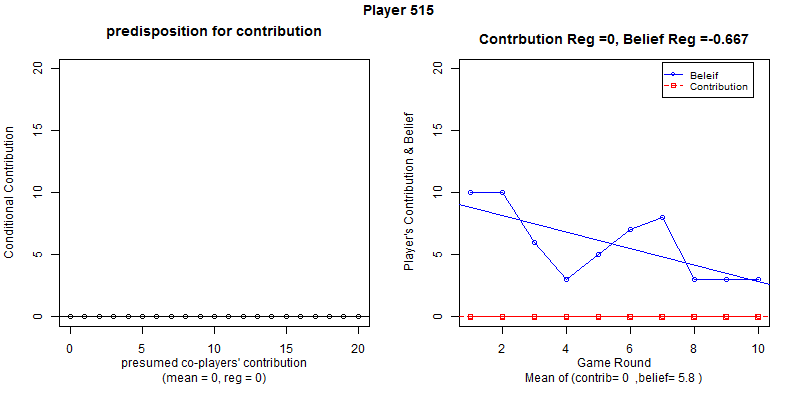 Player 515
predisposition for contribution
Conditional Contribution
20
15
10
5
0
0 5 10 15 20
presumed co-players' contribution
(mean = 0, reg = 0)
Contrbution Reg =0, Belief Reg =-0.667
Player's Contribution & Belief
20
15
10
5
0
Beleif
Contribution
2 4 6 8 10
Game Round
Mean of (contrib= 0 ,belief= 5.8 )